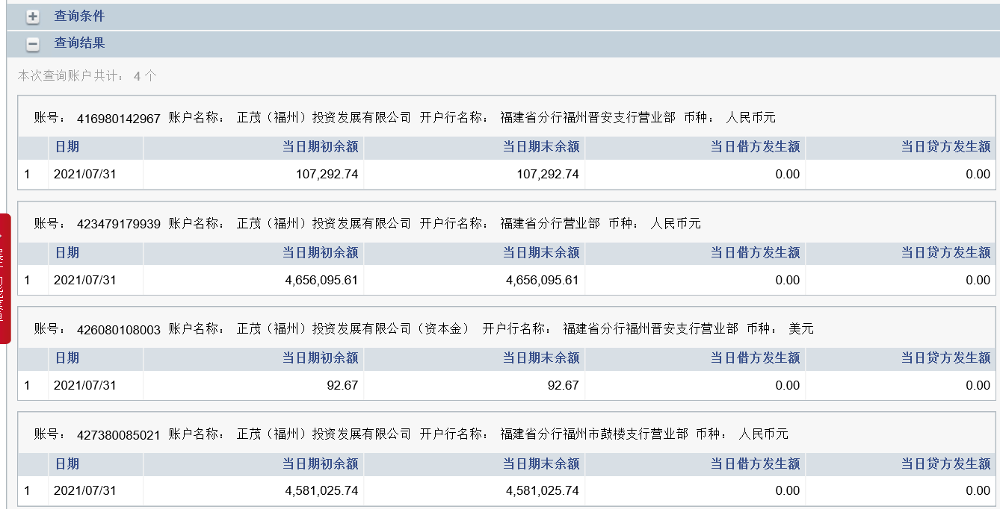 查询条件
查询结果
本次查询账户共计： 4 个
账号： 416980142967 账户名称： 正茂（福州）投资发展有限公司 开户行名称： 福建省分行福州晋安支行营业部 币种： 人民币元
日期 当日期初余额 当日期末余额 当日借方发生额 当日贷方发生额
1 2021/07/31 107,292.74 107,292.74 0.00 0.00
账号： 423479179939 账户名称： 正茂（福州）投资发展有限公司 开户行名称： 福建省分行营业部 币种： 人民币元
日期 当日期初余额 当日期末余额 当日借方发生额 当日贷方发生额
1 2021/07/31 4,656,095.61 4,656,095.61 0.00 0.00
账号： 426080108003 账户名称： 正茂（福州）投资发展有限公司（资本金） 开户行名称： 福建省分行福州晋安支行营业部 币种： 美元
日期 当日期初余额 当日期末余额 当日借方发生额 当日贷方发生额
1 2021/07/31 92.67 92.67 0.00 0.00
账号： 427380085021 账户名称： 正茂（福州）投资发展有限公司 开户行名称： 福建省分行福州市鼓楼支行营业部 币种： 人民币元
日期 当日期初余额 当日期末余额 当日借方发生额 当日贷方发生额
1 2021/07/31 4,581,025.74 4,581,025.74 0.00 0.00